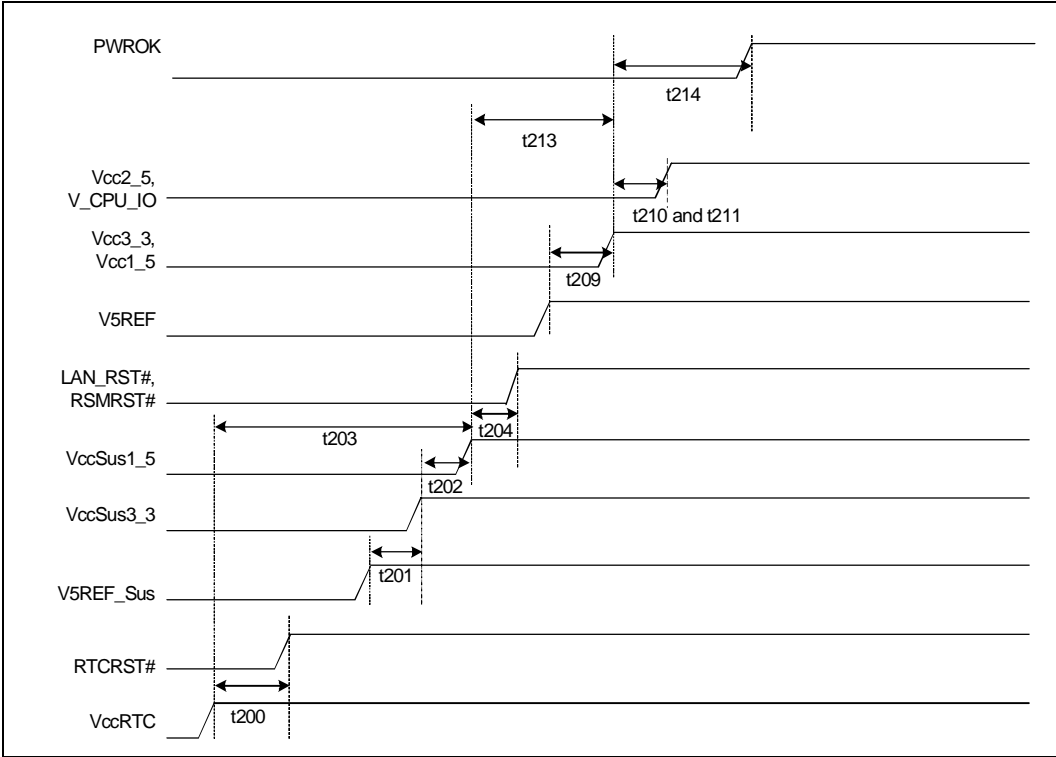 PWROK
t214
t213
Vcc2_5,
V_CPU_IO
t210 and t211
Vcc3_3,
Vcc1_5
t209
V5REF
LAN_RST#,
RSMRST#
t203
t204
VccSus1_5
t202
VccSus3_3
t201
V5REF_Sus
RTCRST#
t200
VccRTC